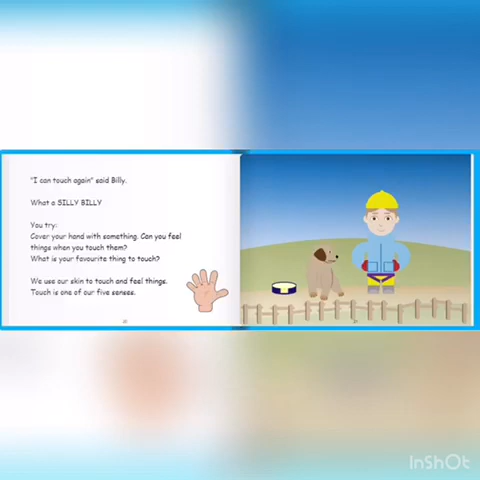 "I can touch again" said Billy.
What a SILLY BILLY
You try:
Cover your hand with something. Can you feel
things when you touch them?
What is your favourite thing to touch?
We use our skin to touch and feel things.
Touch is one of our five senses.
InShOt